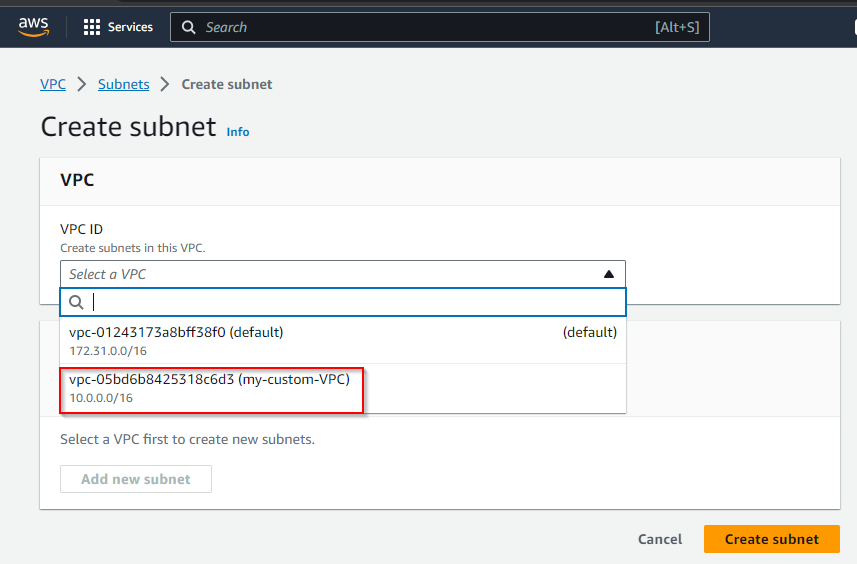 aws Services Search [Alt+S]
VPC Subnets Create subnet
Create subnet Info
VPC
VPC ID
Create subnets in this VPC.
Select a VPC
vpc-01243173a8bff38f0 (default) (default)
172.31.0.0/16
vpc-05bd6b8425318c6d3 (my-custom-VPC)
10.0.0.0/16
Select a VPC first to create new subnets.
Add new subnet
Cancel Create subnet